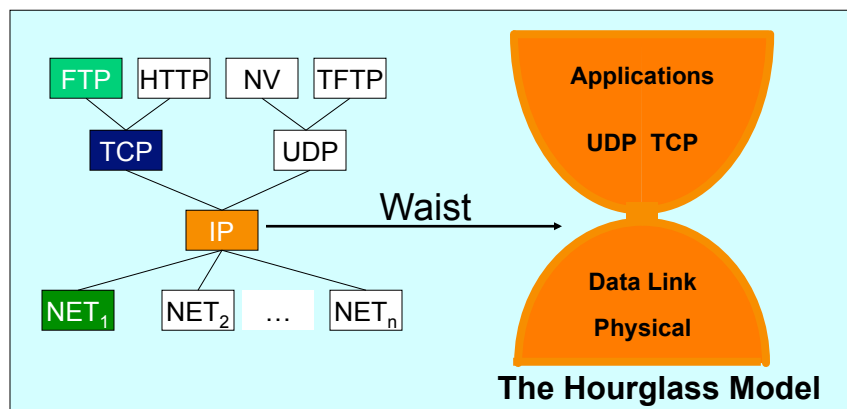 FTP HTTP NV TFTP
TCP UDP
IP
NET₁ NET₂ … NETₙ
Waist
Applications
UDP TCP
Data Link
Physical
The Hourglass Model